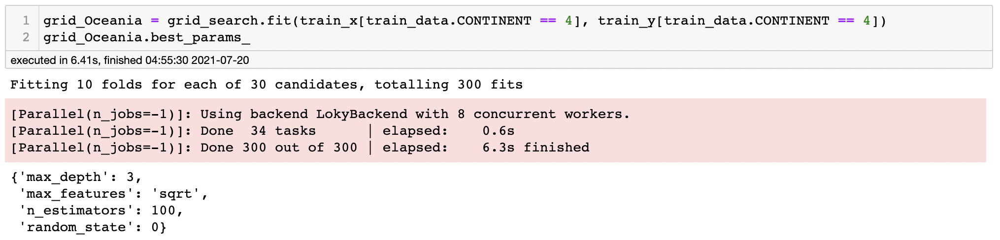 1 grid_Oceania = grid_search.fit(train_x[train_data.CONTINENT == 4], train_y[train_data.CONTINENT == 4])
2 grid_Oceania.best_params_
executed in 6.41s, finished 04:55:30 2021-07-20
Fitting 10 folds for each of 30 candidates, totalling 300 fits
[Parallel(n_jobs=-1)]: Using backend LokyBackend with 8 concurrent workers.
[Parallel(n_jobs=-1)]: Done  34 tasks      | elapsed:    0.6s
[Parallel(n_jobs=-1)]: Done 300 out of 300 | elapsed:    6.3s finished
{'max_depth': 3,
 'max_features': 'sqrt',
 'n_estimators': 100,
 'random_state': 0}